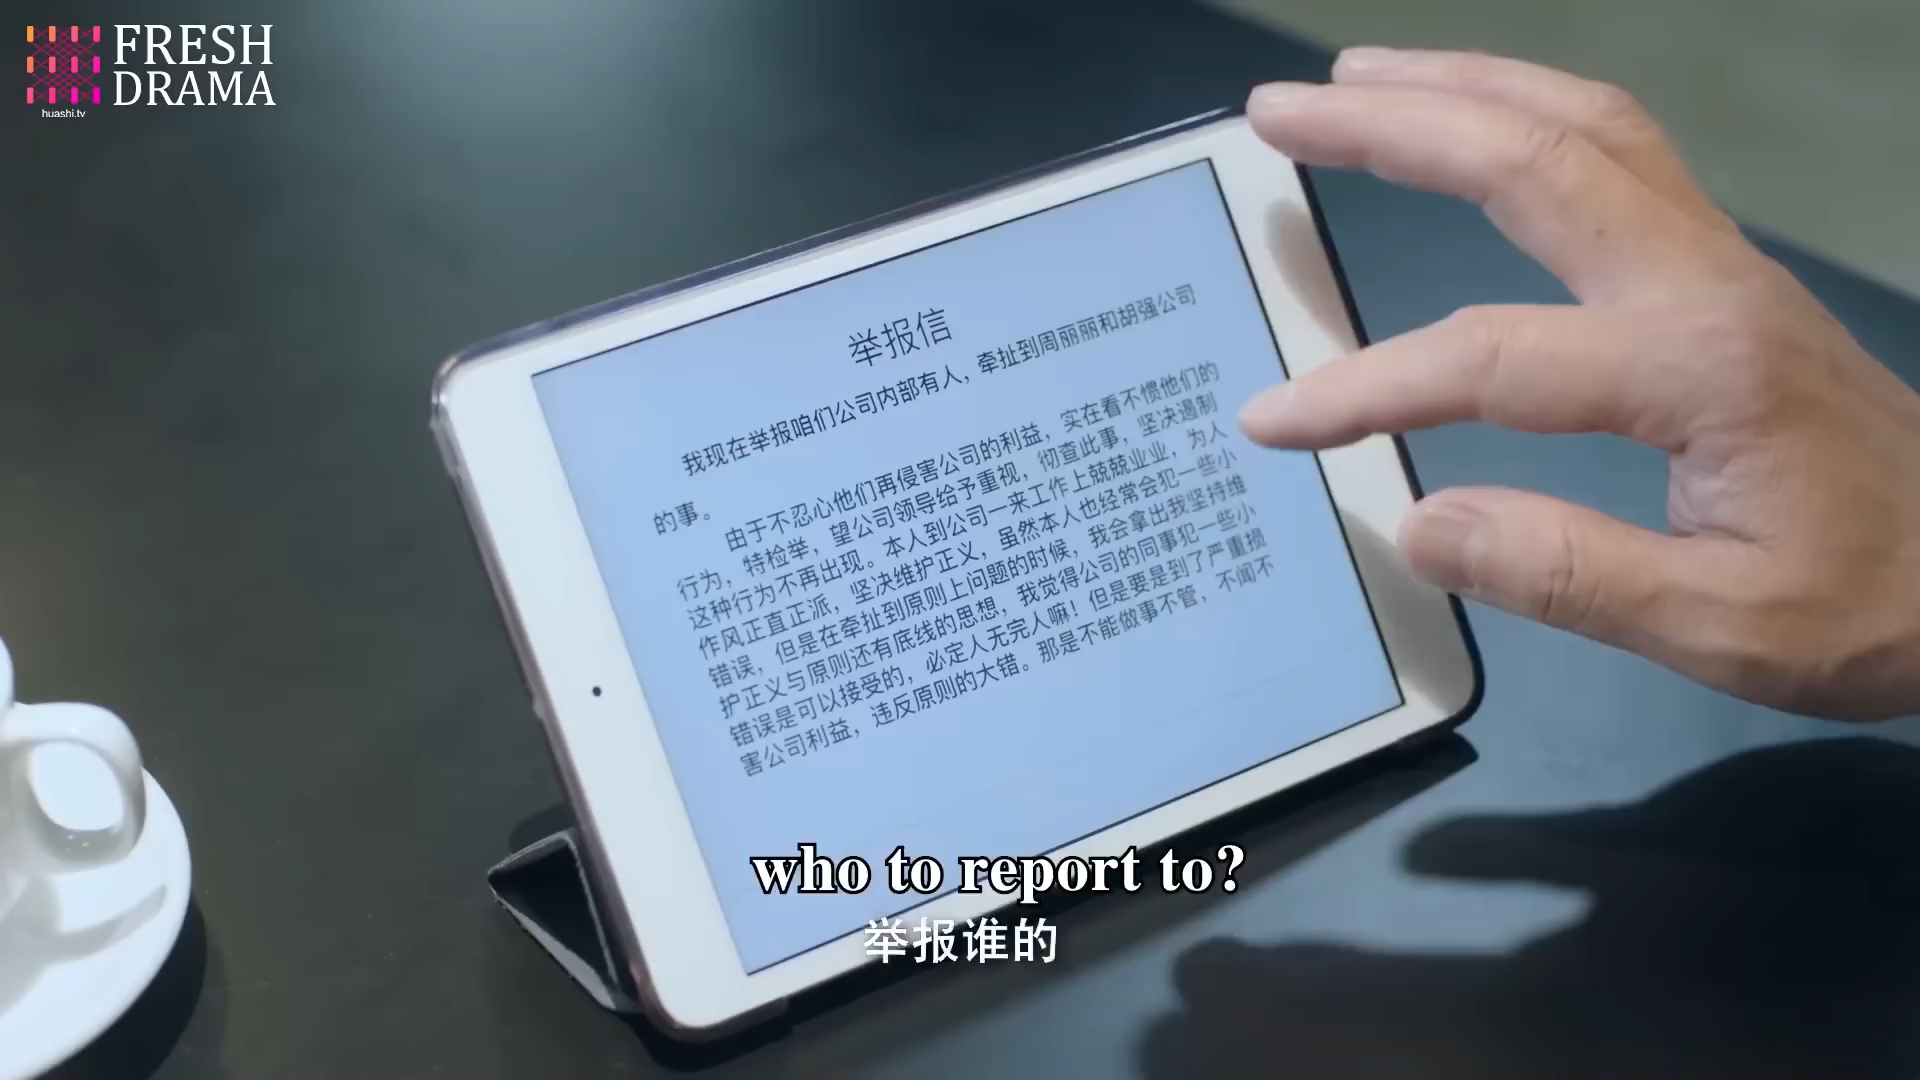 FRESH
DRAMA
huashi.tv
举报信
我现在举报咱们公司内部有人，牵扯到周丽丽和胡强公司
的事。
由于不忍心他们再侵害公司的利益，实在看不惯他们的
行为，特检举，望公司领导给予重视，彻查此事，坚决遏制
这种行为不再出现。本人到公司一来工作上兢兢业业，为人
作风正直正派，坚决维护正义，虽然本人也经常会犯一些小
错误，但是在牵扯到原则上问题的时候，我会拿出我坚持维
护正义与原则还有底线的思想，我觉得公司的同事犯一些小
错误是可以接受的，必定人无完人嘛！但是要是到了严重损
害公司利益，违反原则的大错。那是不能做事不管，不闻不
who to report to?
举报谁的